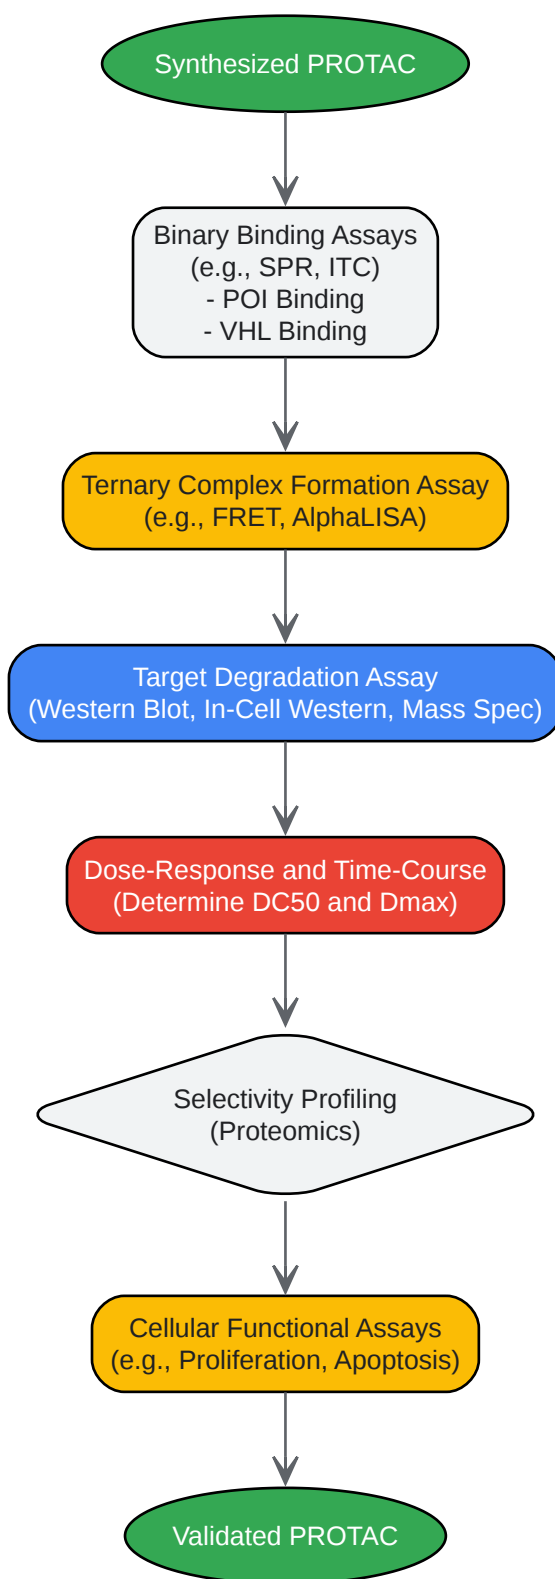 Synthesized PROTAC
Binary Binding Assays
(e.g., SPR, ITC)
- POI Binding
- VHL Binding
Ternary Complex Formation Assay
(e.g., FRET, AlphaLISA)
Target Degradation Assay
(Western Blot, In-Cell Western, Mass Spec)
Dose-Response and Time-Course
(Determine DC50 and Dmax)
Selectivity Profiling
(Proteomics)
Cellular Functional Assays
(e.g., Proliferation, Apoptosis)
Validated PROTAC